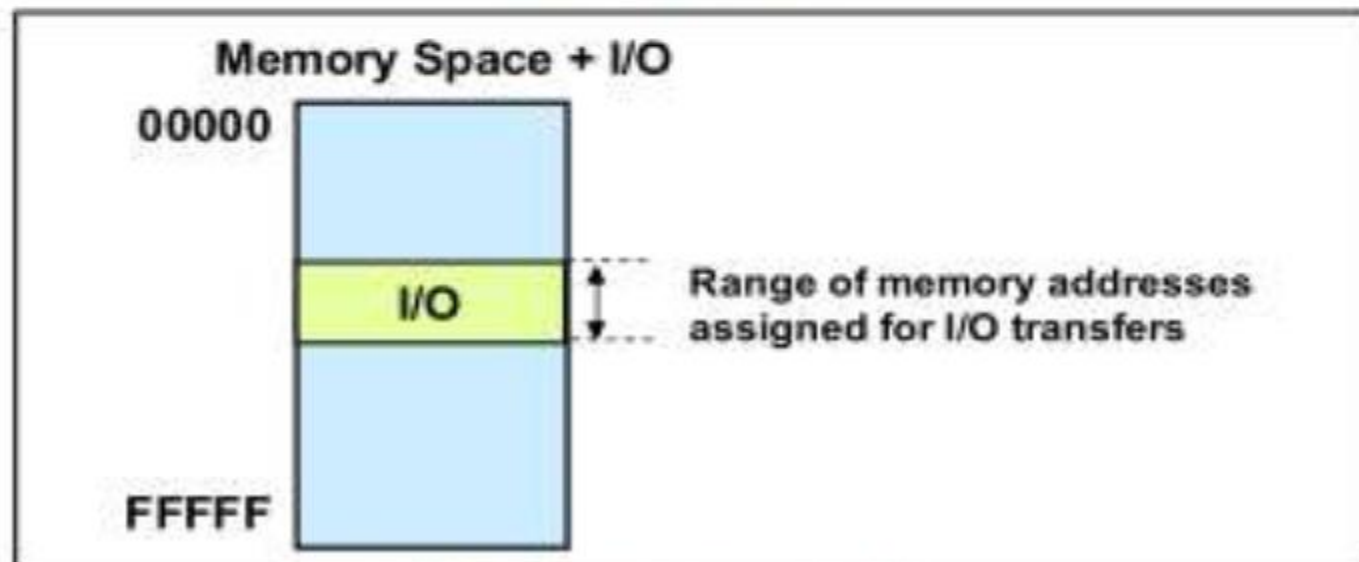 Memory Space + I/O
00000
I/O
Range of memory addresses
assigned for I/O transfers
FFFFF